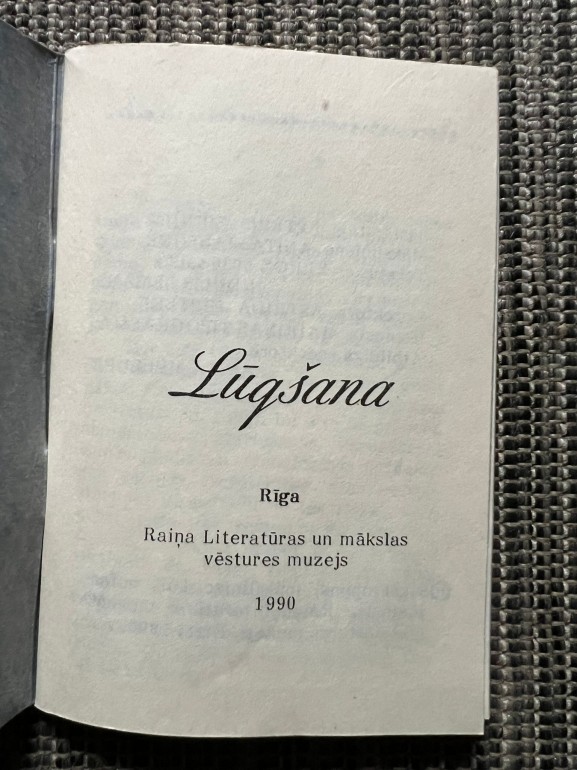 Lūgšana
Rīga
Raiņa Literatūras un mākslas
vēstures muzejs
1990